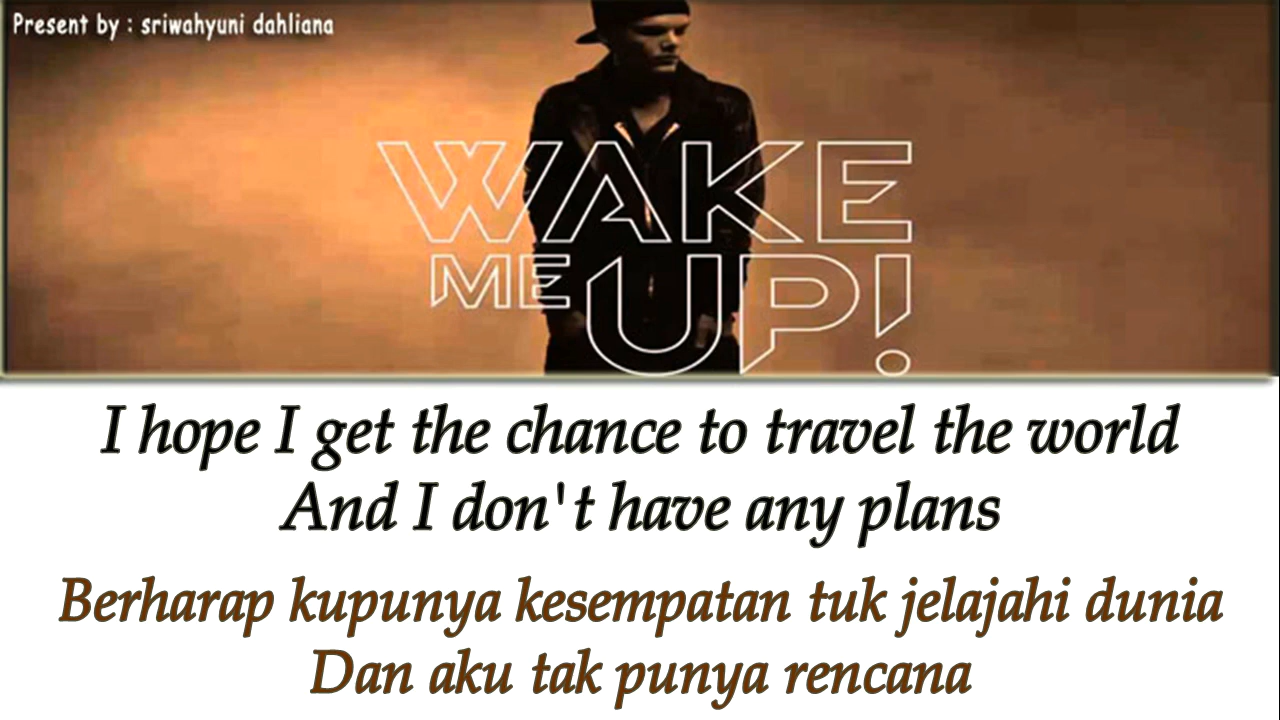 Present by : sriwahyuni dahliana
WAKE
ME UP!
I hope I get the chance to travel the world
And I don't have any plans
Berharap kupunya kesempatan tuk jelajahi dunia
Dan aku tak punya rencana